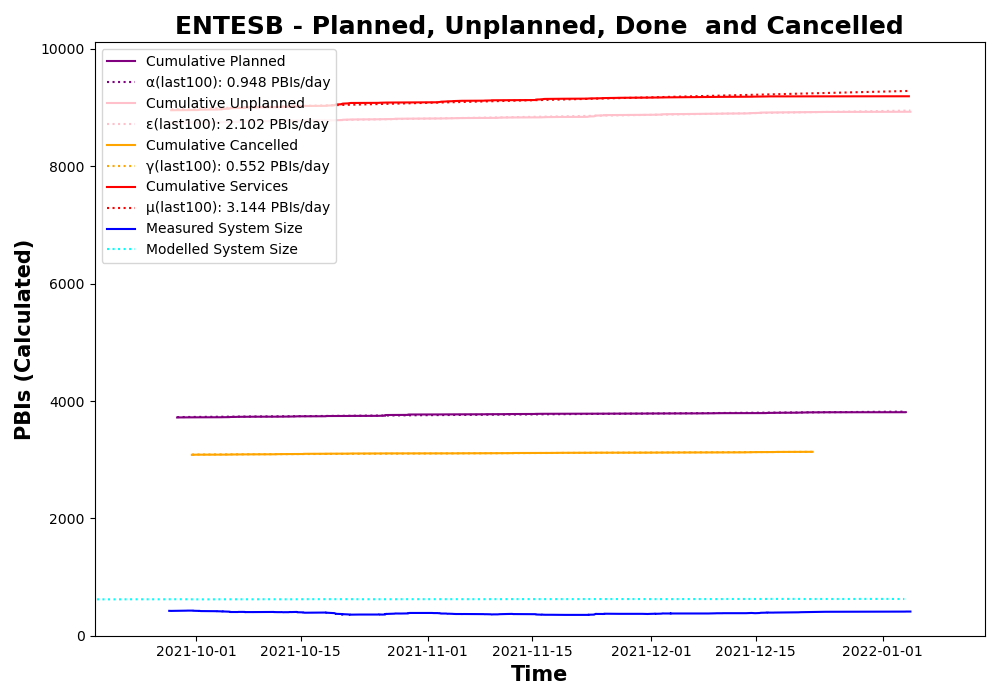 ENTESB - Planned, Unplanned, Done  and Cancelled
PBIs (Calculated)
10000
8000
6000
4000
2000
0
Cumulative Planned
α(last100): 0.948 PBIs/day
Cumulative Unplanned
ε(last100): 2.102 PBIs/day
Cumulative Cancelled
γ(last100): 0.552 PBIs/day
Cumulative Services
μ(last100): 3.144 PBIs/day
Measured System Size
Modelled System Size
2021-10-01 2021-10-15 2021-11-01 2021-11-15 2021-12-01 2021-12-15 2022-01-01
Time